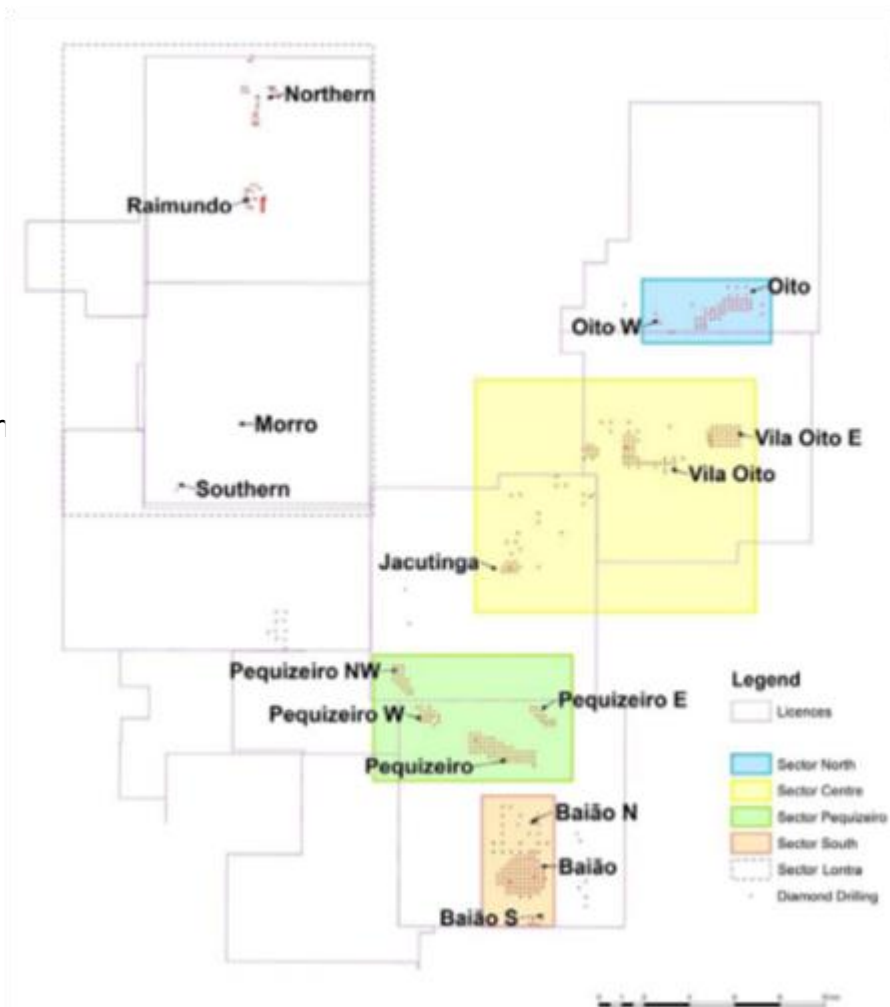 Northern
Raimundo
Oito
Oito W
Morro
Vila Oito E
Vila Oito
Southern
Jacutinga
Pequizeiro NW
Pequizeiro E
Pequizeiro W
Pequizeiro
Baião N
Baião
Baião S
Legend
Licences
Sector North
Sector Centre
Sector Pequizeiro
Sector South
Sector Lontra
Diamond Drilling